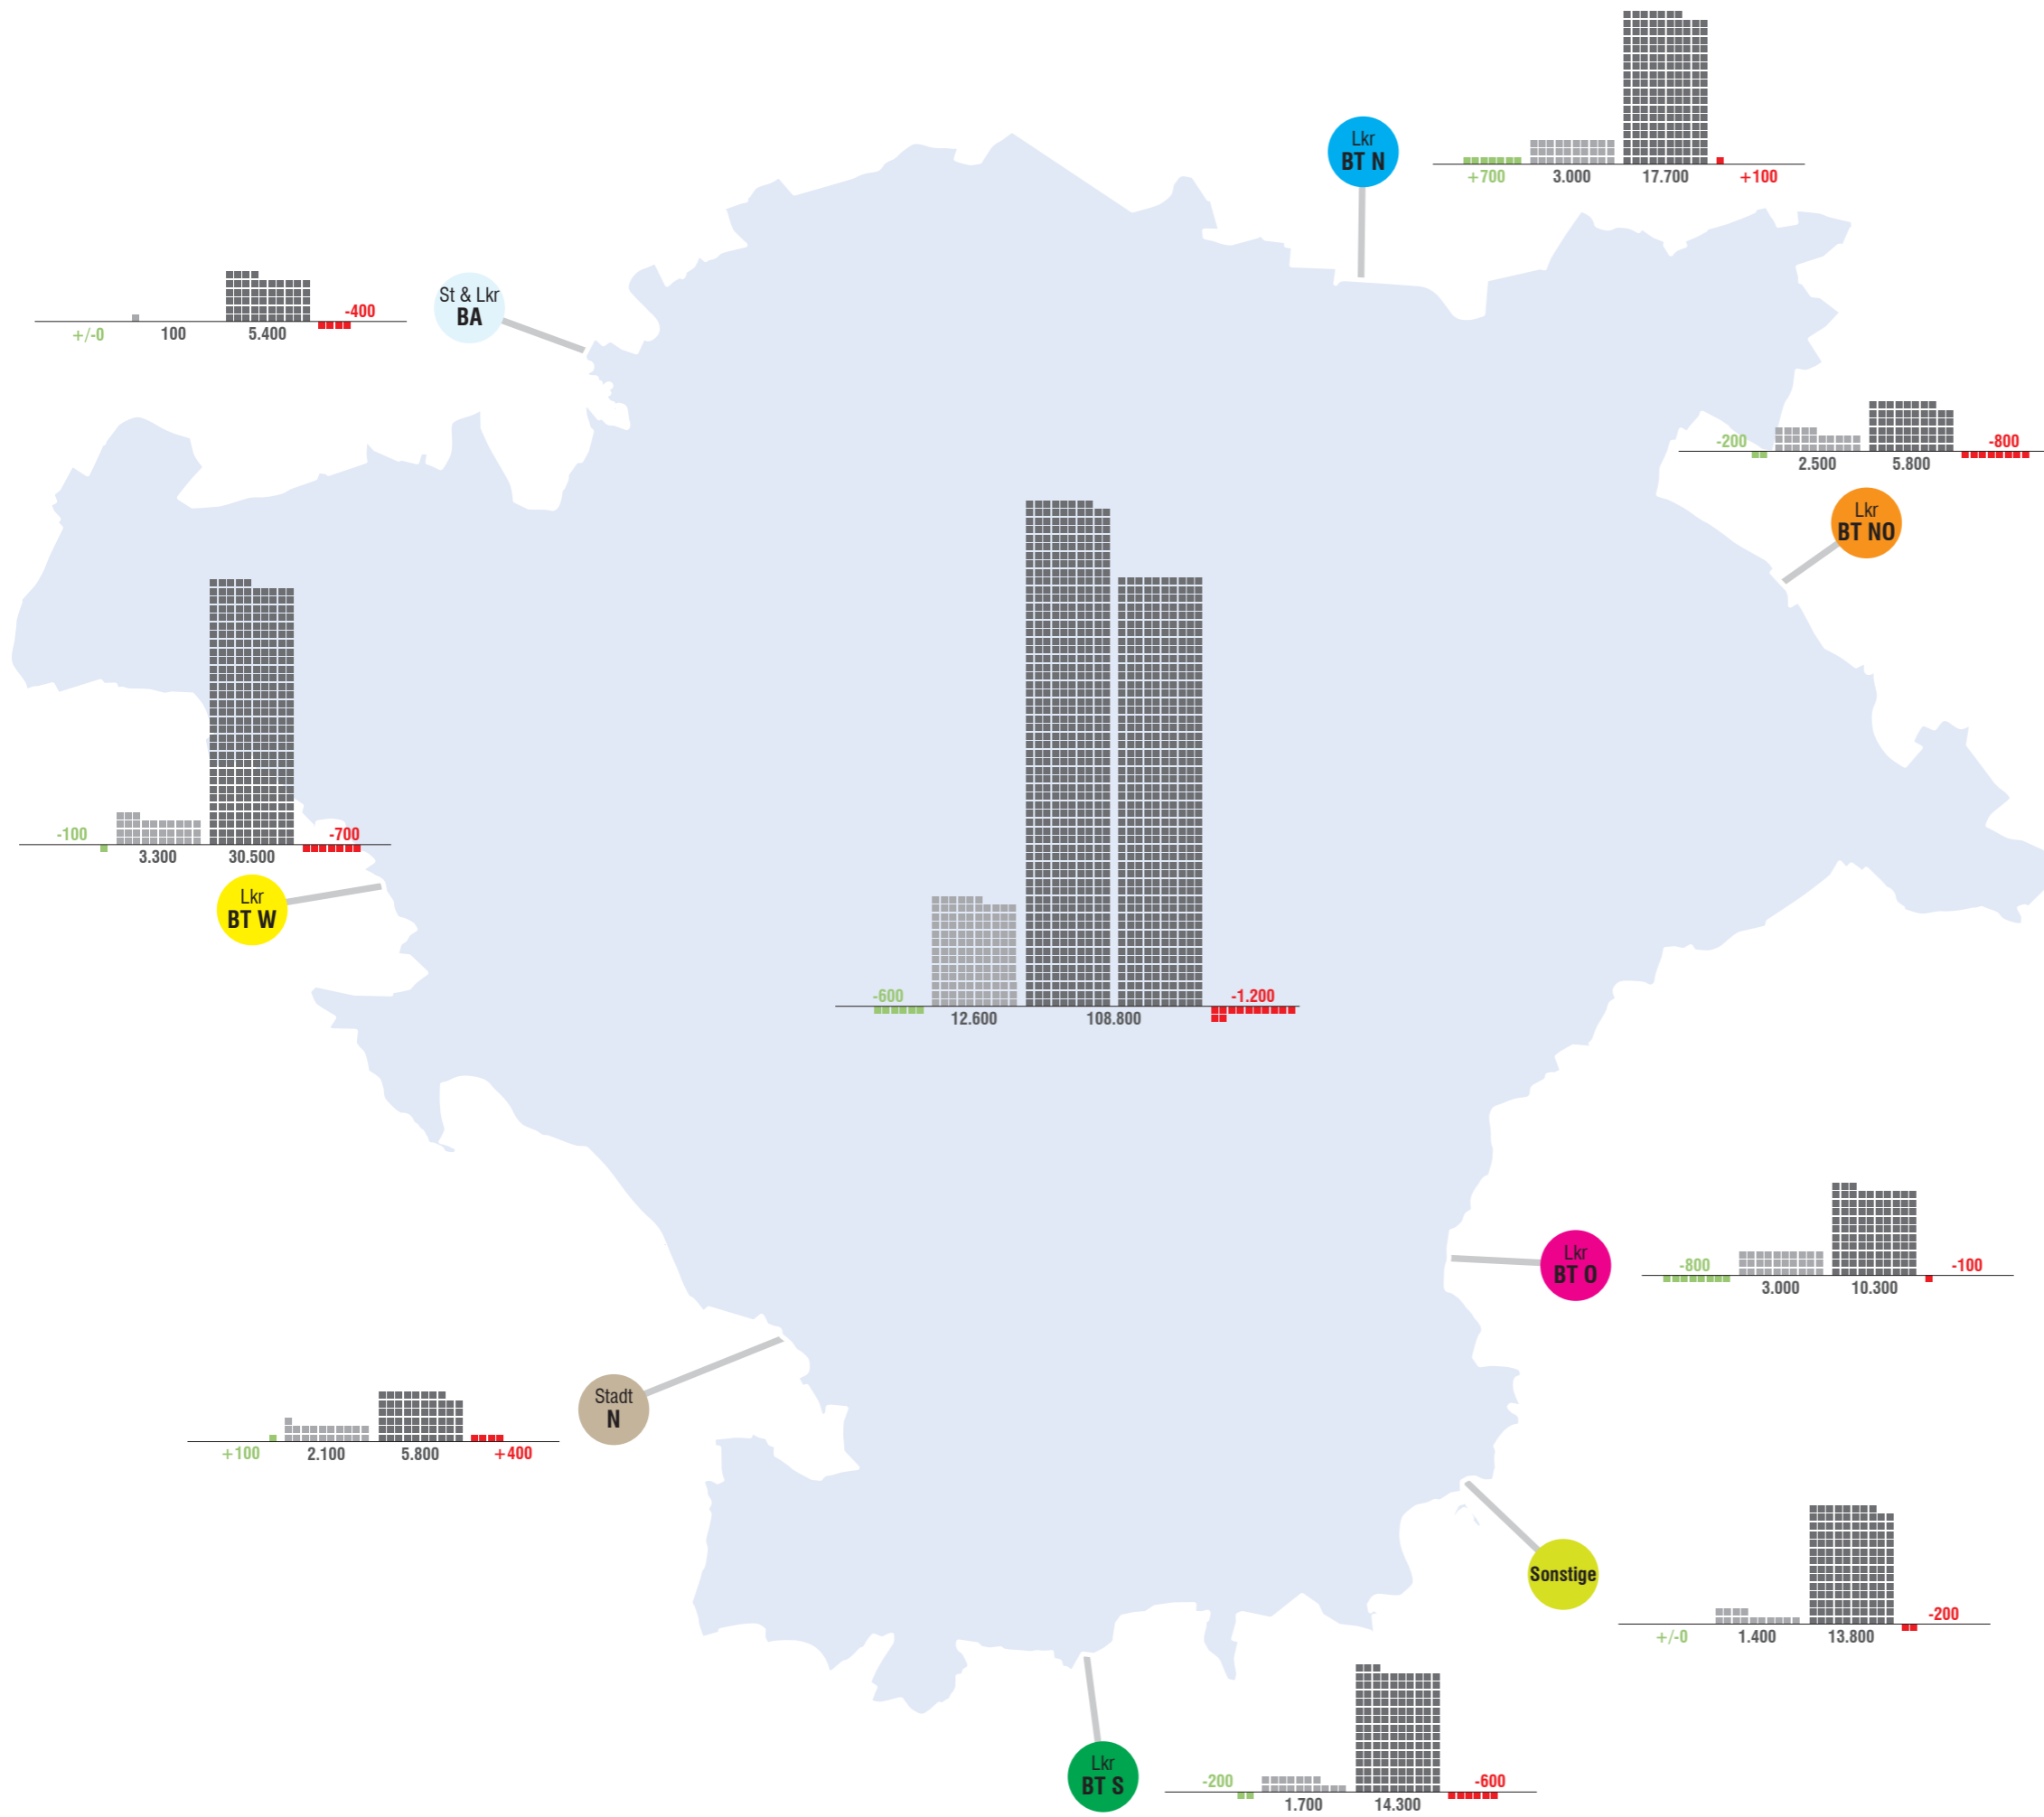 Lkr
BT N
+700 3.000 17.700 +100
St & Lkr
BA
-400
+/-0 100 5.400
-200 -800
2.500 5.800
Lkr
BT NO
-100 -700
3.300 30.500
Lkr
BT W
-600 -1.200
12.600 108.800
Lkr
BT O
-800 -100
3.000 10.300
Stadt
N
+100 2.100 5.800 +400
Sonstige
-200
+/-0 1.400 13.800
Lkr
BT S
-200 -600
1.700 14.300